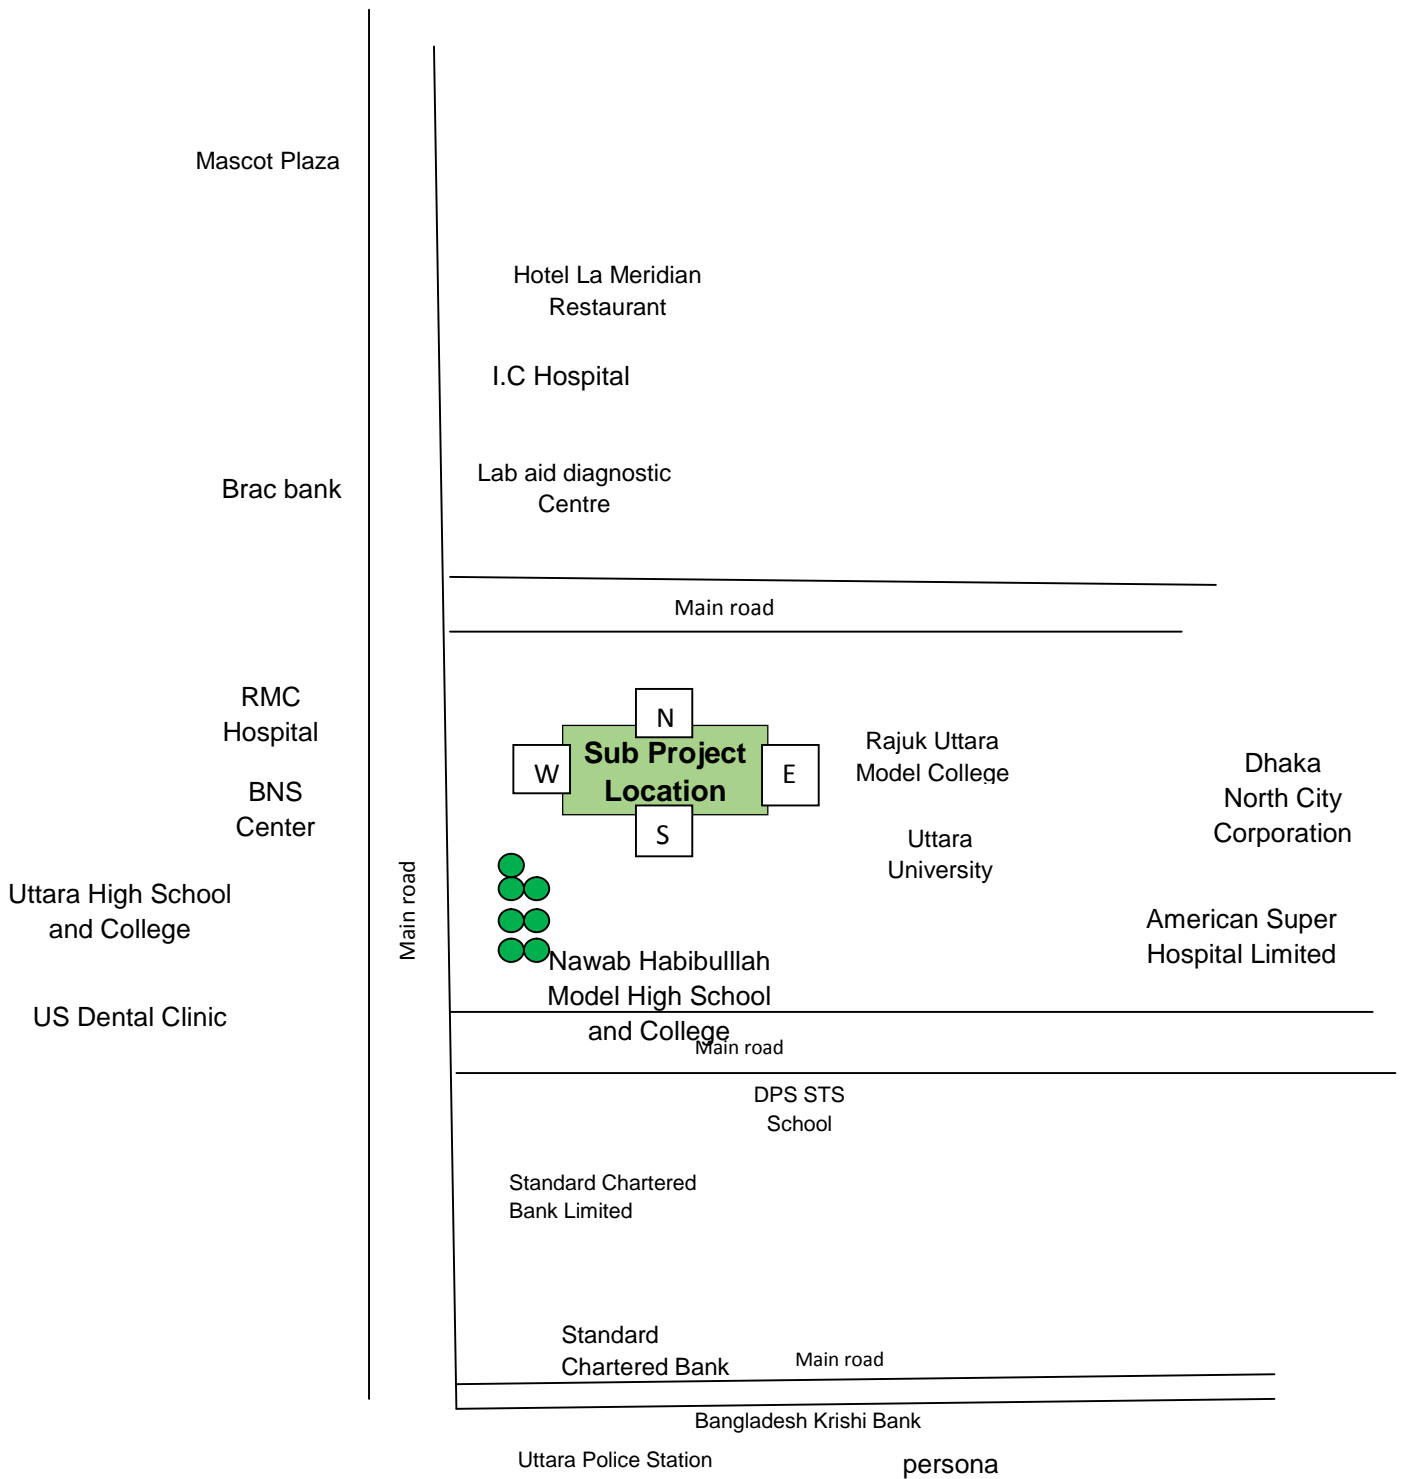 Mascot Plaza
Hotel La Meridian
Restaurant
I.C Hospital
Lab aid diagnostic
Centre
Brac bank
Main road
RMC
Hospital
N
W
Sub Project
Location
E
S
Rajuk Uttara
Model College
Dhaka
North City
Corporation
BNS
Center
Uttara
University
Uttara High School
and College
Main road
American Super
Hospital Limited
Nawab Habibulllah
Model High School
and College
US Dental Clinic
Main road
DPS STS
School
Standard Chartered
Bank Limited
Standard
Chartered Bank
Main road
Bangladesh Krishi Bank
Uttara Police Station
persona